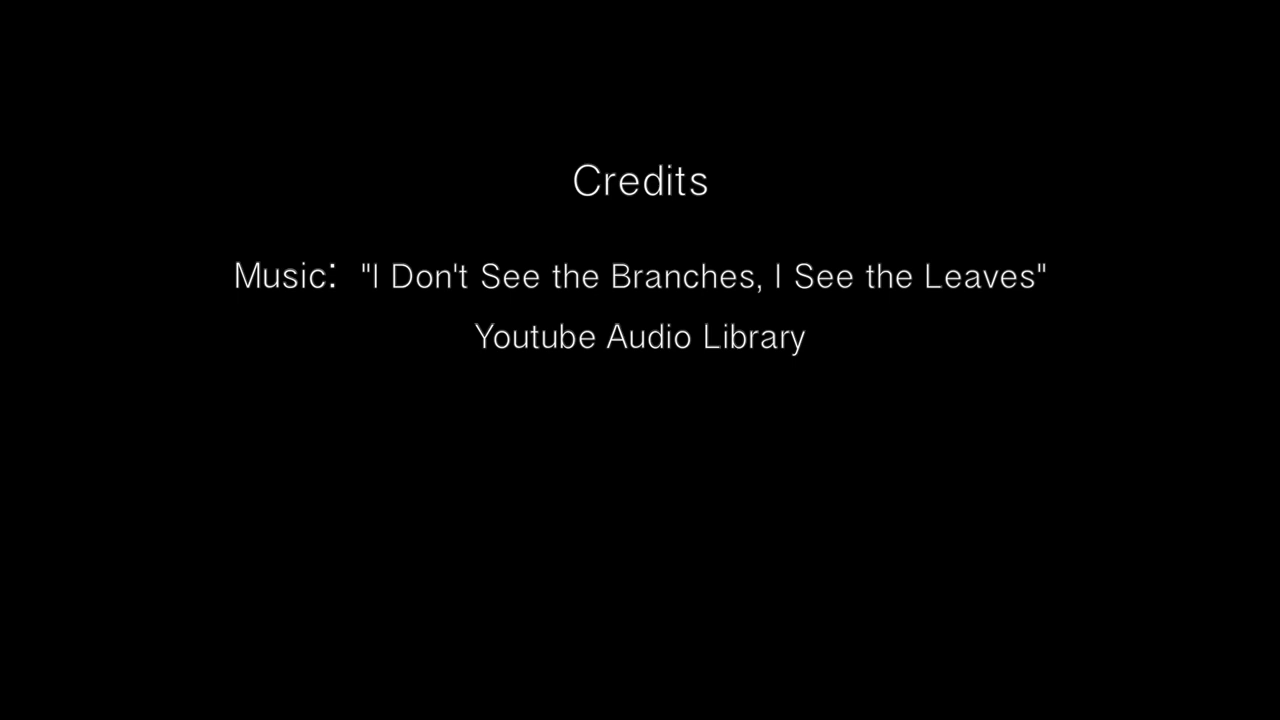 Credits
Music: "I Don't See the Branches, I See the Leaves"
Youtube Audio Library